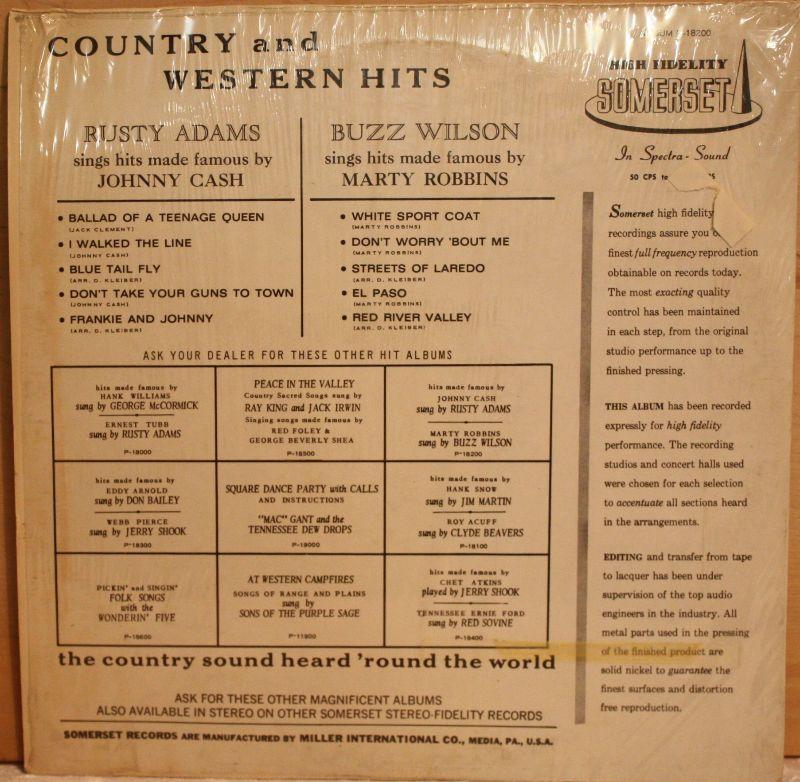 COUNTRY and
WESTERN HITS
RUSTY ADAMS
sings hits made famous by
JOHNNY CASH
• BALLAD OF A TEENAGE QUEEN
(JACK CLEMENT)
• I WALKED THE LINE
(JOHNNY CASH)
• BLUE TAIL FLY
(ARR. D. KLEIBER)
• DON'T TAKE YOUR GUNS TO TOWN
(JOHNNY CASH)
• FRANKIE AND JOHNNY
(ARR. D. KLEIBER)
BUZZ WILSON
sings hits made famous by
MARTY ROBBINS
• WHITE SPORT COAT
(MARTY ROBBINS)
• DON'T WORRY 'BOUT ME
(MARTY ROBBINS)
• STREETS OF LAREDO
(ARR. D. KLEIBER)
• EL PASO
(MARTY ROBBINS)
• RED RIVER VALLEY
(ARR. D. KLEIBER)
ASK YOUR DEALER FOR THESE OTHER HIT ALBUMS
hits made famous by
HANK WILLIAMS
sung by GEORGE McCORMICK
ERNEST TUBB
sung by RUSTY ADAMS
P-18000
PEACE IN THE VALLEY
Country Sacred Songs sung by
RAY KING and JACK IRWIN
Singing songs made famous by
RED FOLEY &
GEORGE BEVERLY SHEA
P-18500
hits made famous by
JOHNNY CASH
sung by RUSTY ADAMS
MARTY ROBBINS
sung by BUZZ WILSON
P-18200
hits made famous by
EDDY ARNOLD
sung by DON BAILEY
WEBB PIERCE
sung by JERRY SHOOK
P-18300
SQUARE DANCE PARTY with CALLS
AND INSTRUCTIONS
"MAC" GANT and the
TENNESSEE DEW DROPS
P-19000
hits made famous by
HANK SNOW
sung by JIM MARTIN
ROY ACUFF
sung by CLYDE BEAVERS
P-18100
PICKIN' and SINGIN'
FOLK SONGS
with the
WONDERIN' FIVE
P-18600
AT WESTERN CAMPFIRES
SONGS OF RANGE AND PLAINS
sung by
SONS OF THE PURPLE SAGE
P-11900
hits made famous by
CHET ATKINS
played by JERRY SHOOK
TENNESSEE ERNIE FORD
sung by RED SOVINE
P-18400
the country sound heard 'round the world
ASK FOR THESE OTHER MAGNIFICENT ALBUMS
ALSO AVAILABLE IN STEREO ON OTHER SOMERSET STEREO-FIDELITY RECORDS
SOMERSET RECORDS ARE MANUFACTURED BY MILLER INTERNATIONAL CO., MEDIA, PA., U.S.A.
-18200
HIGH FIDELITY
SOMERSET
In Spectra-Sound
50 CPS to
Somerset high fidelity
recordings assure you
finest full frequency reproduction
obtainable on records today.
The most exacting quality
control has been maintained
in each step, from the original
studio performance up to the
finished pressing.
THIS ALBUM has been recorded
expressly for high fidelity
performance. The recording
studios and concert halls used
were chosen for each selection
to accentuate all sections heard
in the arrangements.
EDITING and transfer from tape
to lacquer has been under
supervision of the top audio
engineers in the industry. All
metal parts used in the pressing
of the finished product are
solid nickel to guarantee the
finest surfaces and distortion
free reproduction.